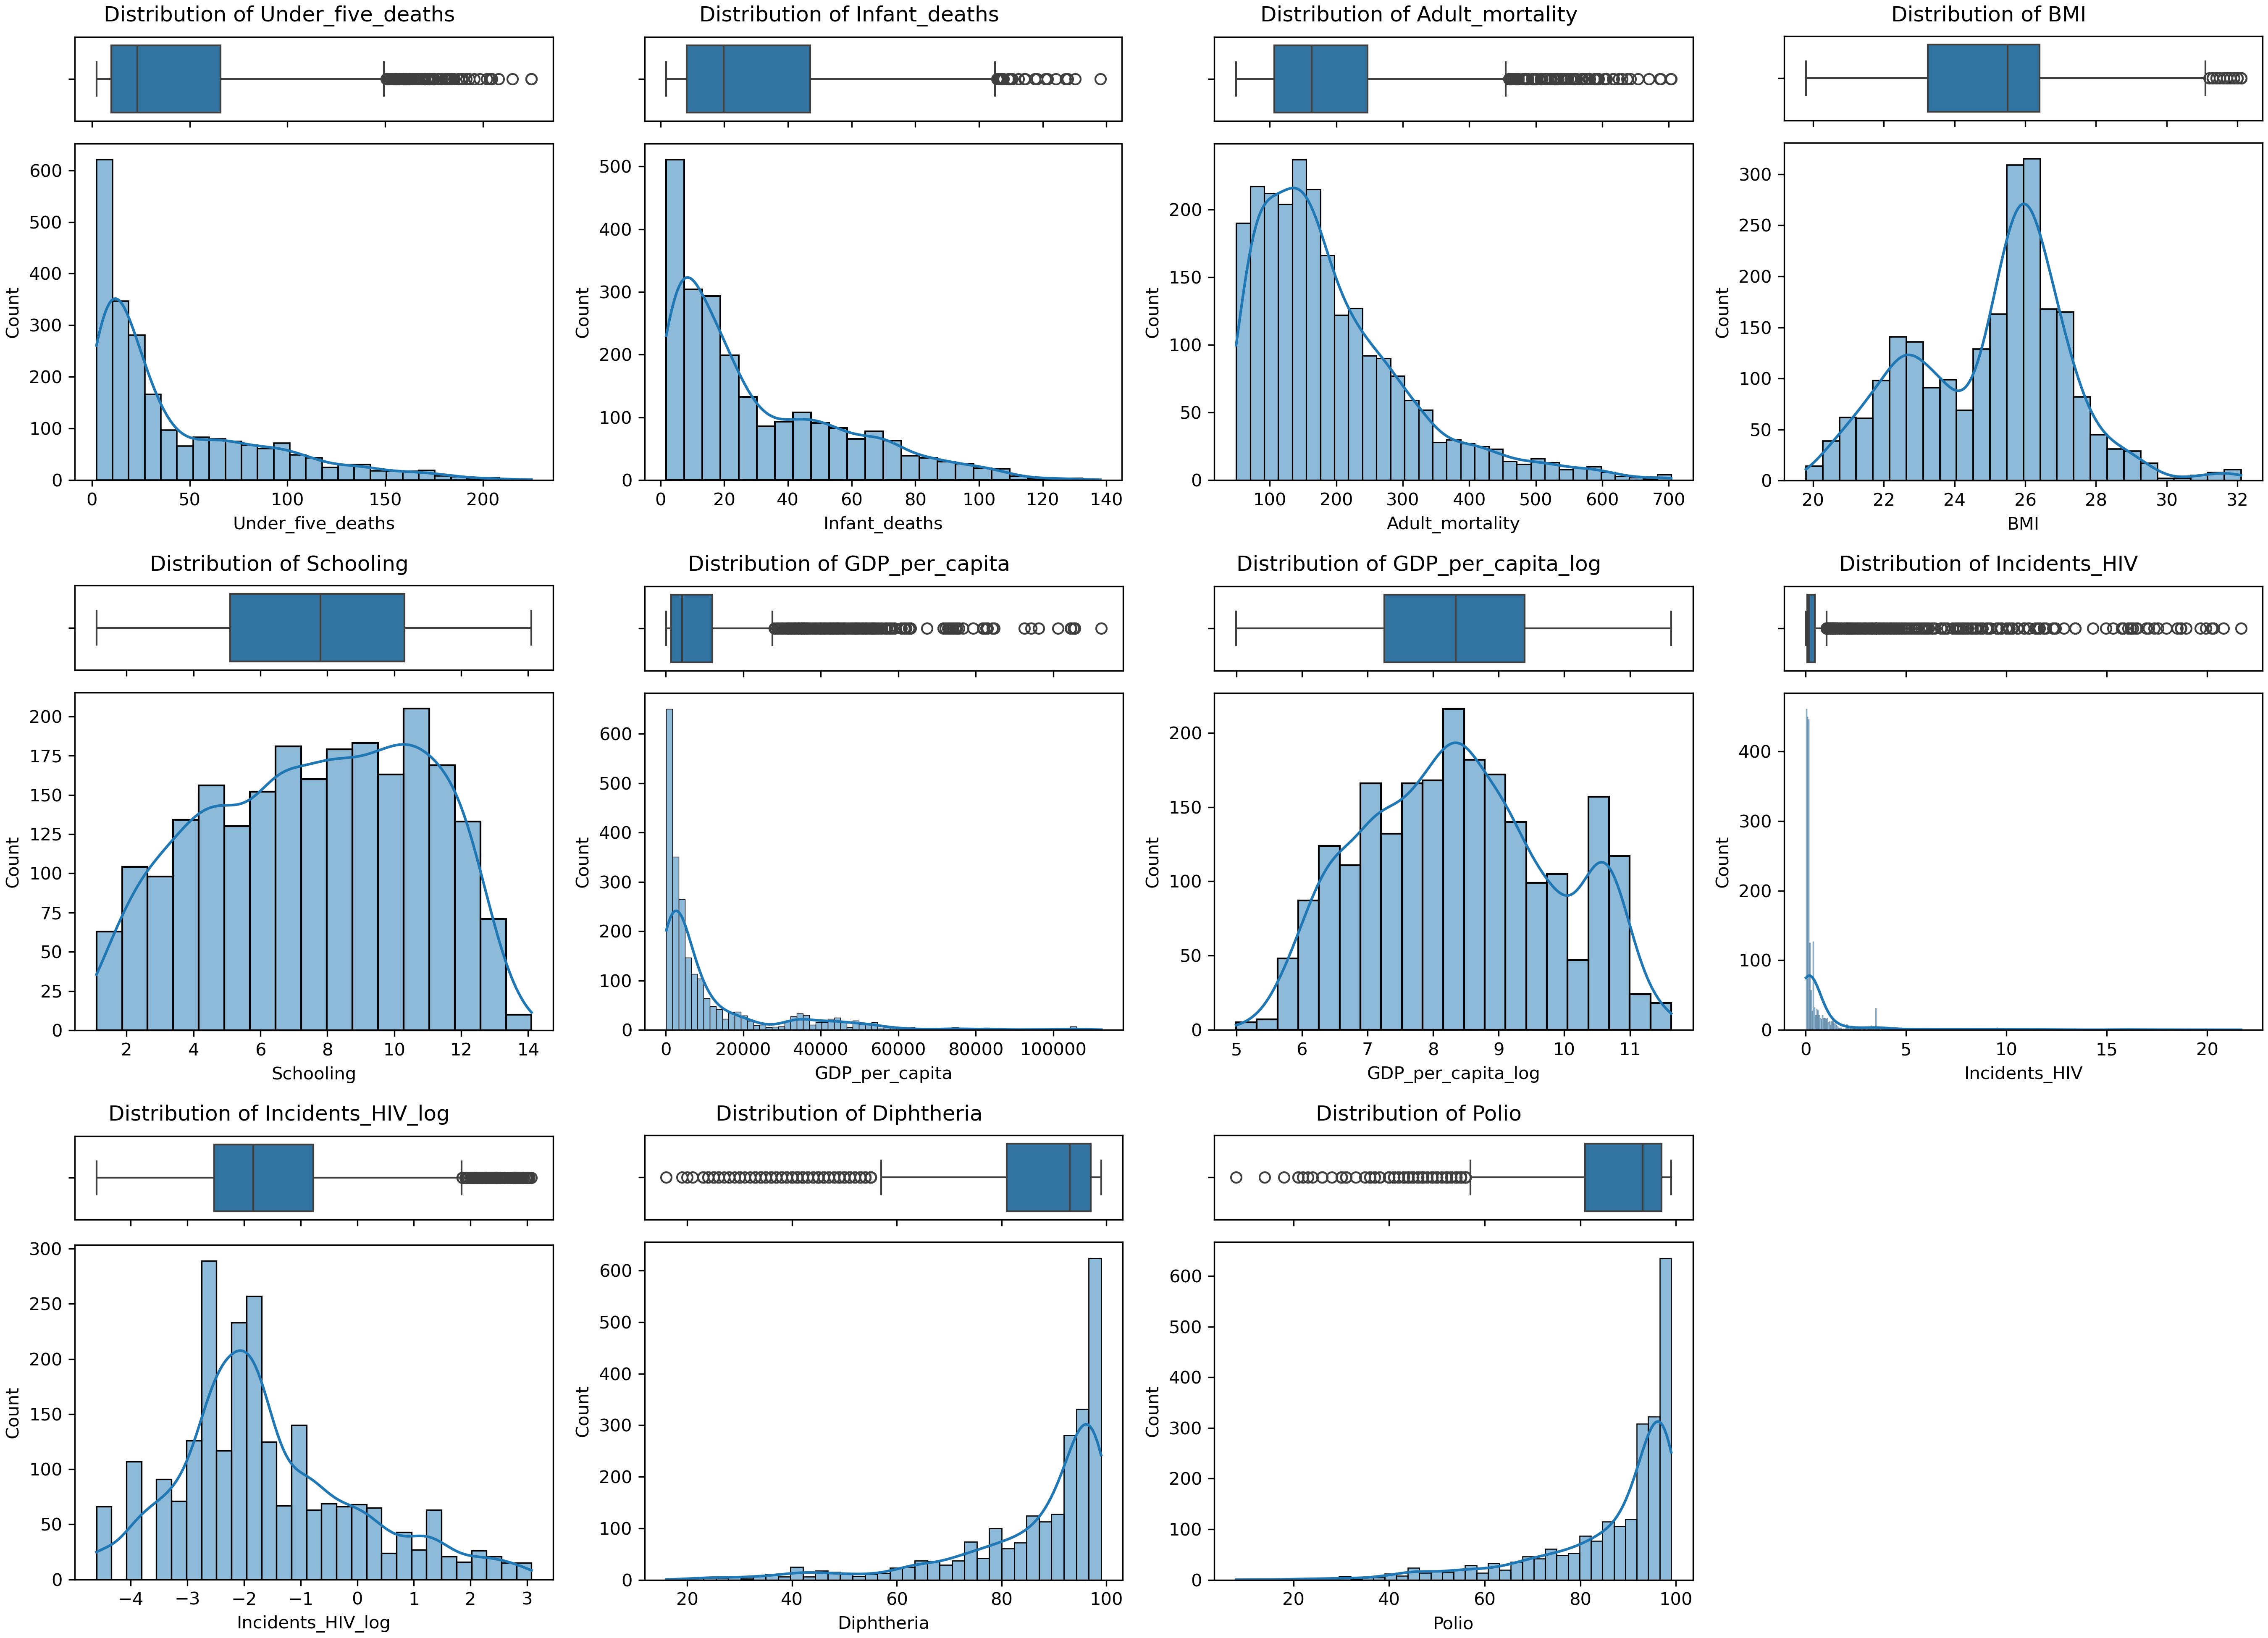 Distribution of Under_five_deaths
Distribution of Infant_deaths
Distribution of Adult_mortality
Distribution of BMI
600
500
400
300
200
100
0
Count
0 50 100 150 200
Under_five_deaths
500
400
300
200
100
0
Count
0 20 40 60 80 100 120 140
Infant_deaths
200
150
100
50
0
Count
100 200 300 400 500 600 700
Adult_mortality
300
250
200
150
100
50
0
Count
20 22 24 26 28 30 32
BMI
Distribution of Schooling
Distribution of GDP_per_capita
Distribution of GDP_per_capita_log
Distribution of Incidents_HIV
200
175
150
125
100
75
50
25
0
Count
2 4 6 8 10 12 14
Schooling
600
500
400
300
200
100
0
Count
0 20000 40000 60000 80000 100000
GDP_per_capita
200
150
100
50
0
Count
5 6 7 8 9 10 11
GDP_per_capita_log
400
300
200
100
0
Count
0 5 10 15 20
Incidents_HIV
Distribution of Incidents_HIV_log
Distribution of Diphtheria
Distribution of Polio
300
250
200
150
100
50
0
Count
−4 −3 −2 −1 0 1 2 3
Incidents_HIV_log
600
500
400
300
200
100
0
Count
20 40 60 80 100
Diphtheria
600
500
400
300
200
100
0
Count
20 40 60 80 100
Polio